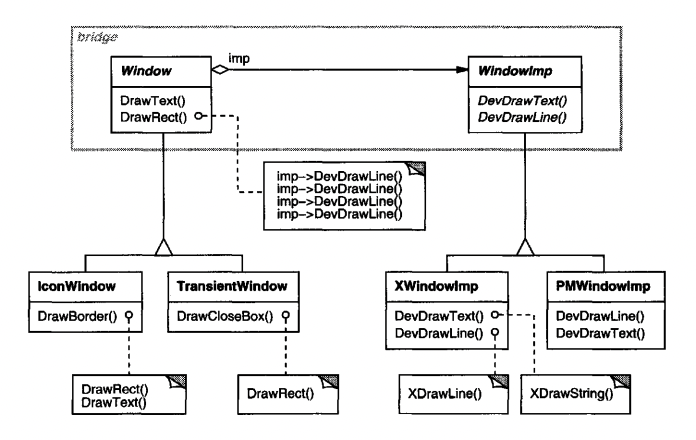 bridge
Window
imp
WindowImp
DrawText()
DrawRect()
DevDrawText()
DevDrawLine()
imp->DevDrawLine()
imp->DevDrawLine()
imp->DevDrawLine()
imp->DevDrawLine()
IconWindow
DrawBorder()
TransientWindow
DrawCloseBox()
XWindowImp
DevDrawText()
DevDrawLine()
PMWindowImp
DevDrawLine()
DevDrawText()
DrawRect()
DrawText()
DrawRect()
XDrawLine()
XDrawString()